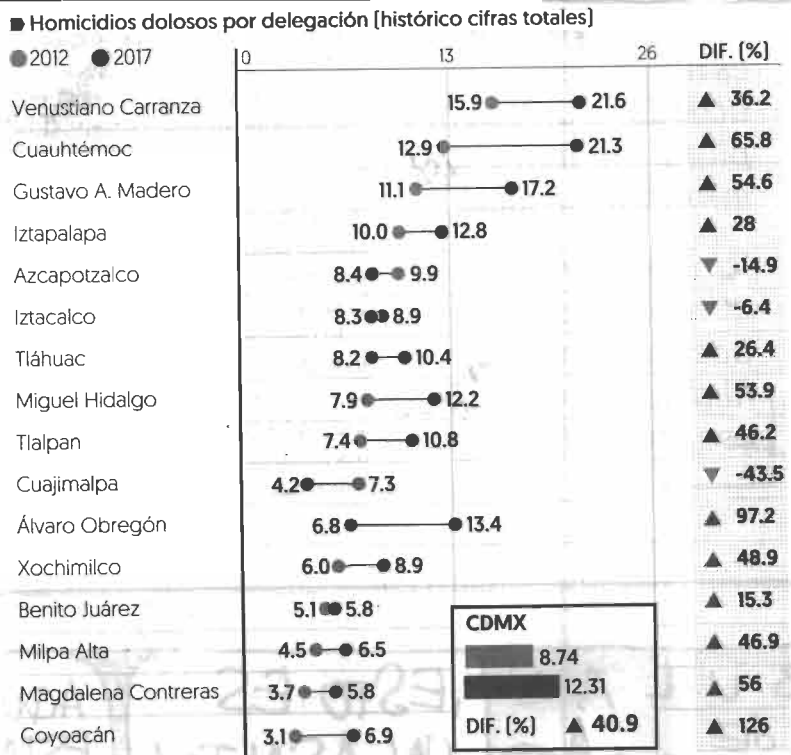 Homicidios dolosos por delegación (histórico cifras totales)
2012 2017 0 13 26 DIF. (%)
Venustiano Carranza 15.9 21.6 36.2
Cuauhtémoc 12.9 21.3 65.8
Gustavo A. Madero 11.1 17.2 54.6
Iztapalapa 10.0 12.8 28
Azcapotzalco 8.4 9.9 -14.9
Iztacalco 8.3 8.9 -6.4
Tláhuac 8.2 10.4 26.4
Miguel Hidalgo 7.9 12.2 53.9
Tlalpan 7.4 10.8 46.2
Cuajimalpa 4.2 7.3 -43.5
Álvaro Obregón 6.8 13.4 97.2
Xochimilco 6.0 8.9 48.9
Benito Juárez 5.1 5.8 15.3
Milpa Alta 4.5 6.5 46.9
Magdalena Contreras 3.7 5.8 56
Coyoacán 3.1 6.9 126
CDMX
8.74
12.31
DIF. (%) 40.9